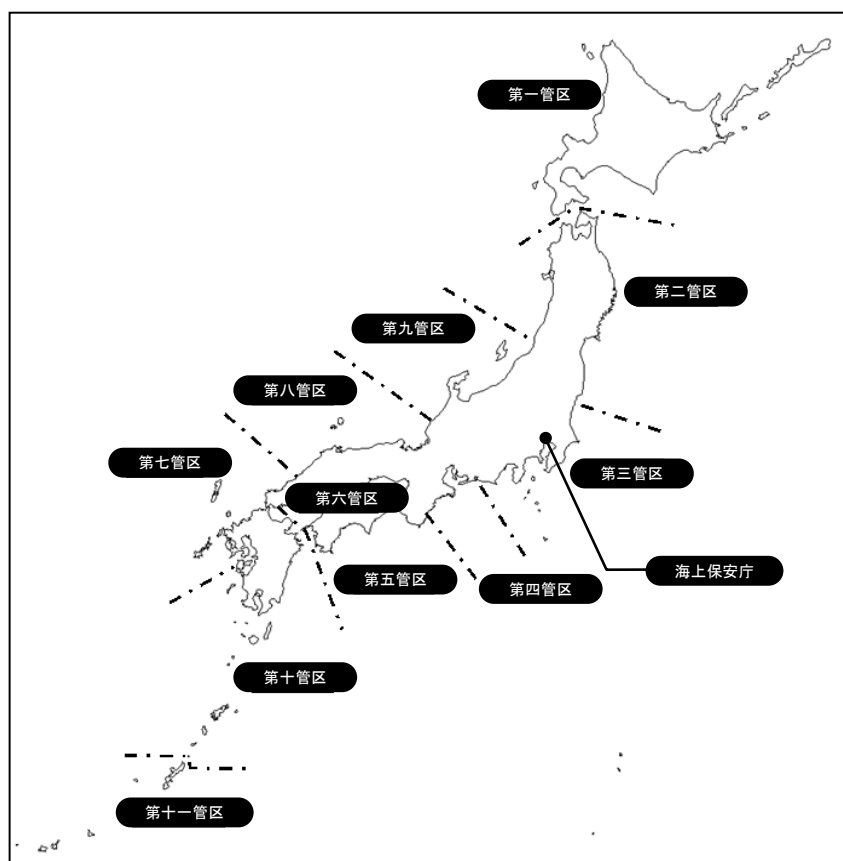 第一管区
第二管区
第九管区
第八管区
第七管区
第三管区
第六管区
海上保安庁
第五管区
第四管区
第十管区
第十一管区